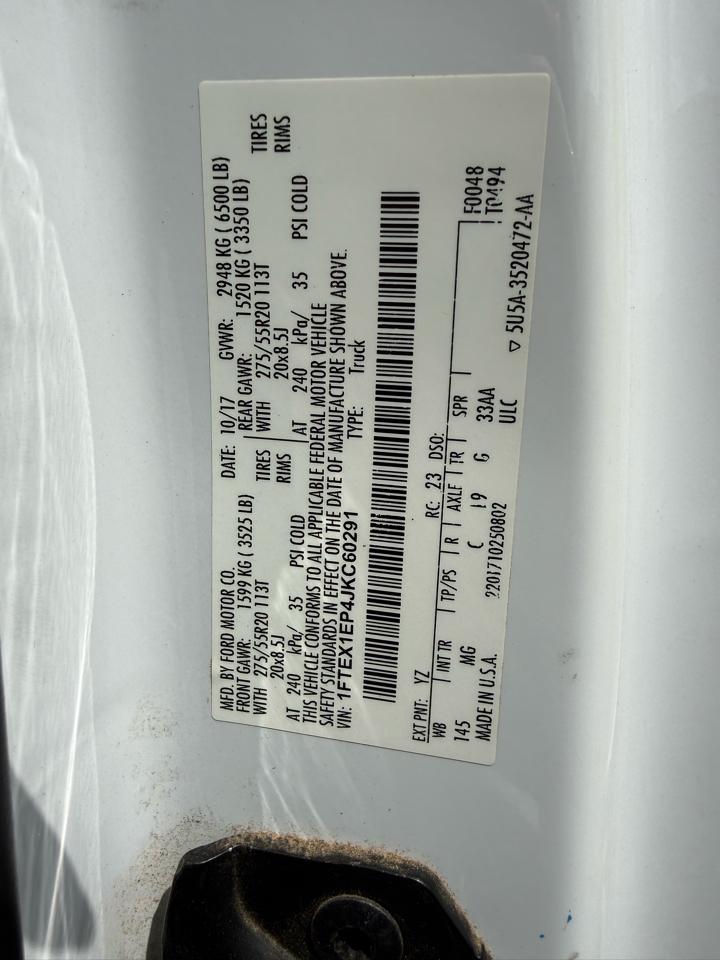 MFD. BY FORD MOTOR CO. DATE: 10/17 GVWR: 2948 KG ( 6500 LB)
FRONT GAWR: 1599 KG ( 3525 LB) REAR GAWR: 1520 KG ( 3350 LB)
WITH 275/55R20 113T TIRES WITH 275/55R20 113T TIRES
20x8.5J RIMS 20x8.5J RIMS
AT 240 kPa/ 35 PSI COLD AT 240 kPa/ 35 PSI COLD
THIS VEHICLE CONFORMS TO ALL APPLICABLE FEDERAL MOTOR VEHICLE
SAFETY STANDARDS IN EFFECT ON THE DATE OF MANUFACTURE SHOWN ABOVE.
VIN: 1FTEX1EP4JKC60291 TYPE: Truck
EXT PNT: YZ RC: 23 DSO: F0048
WB INT TR TP/PS R AXLE TR SPR T0494
145 MG C 19 G 33AA
MADE IN U.S.A. 2201710250802 ULC
▽ 5U5A-3520472-AA